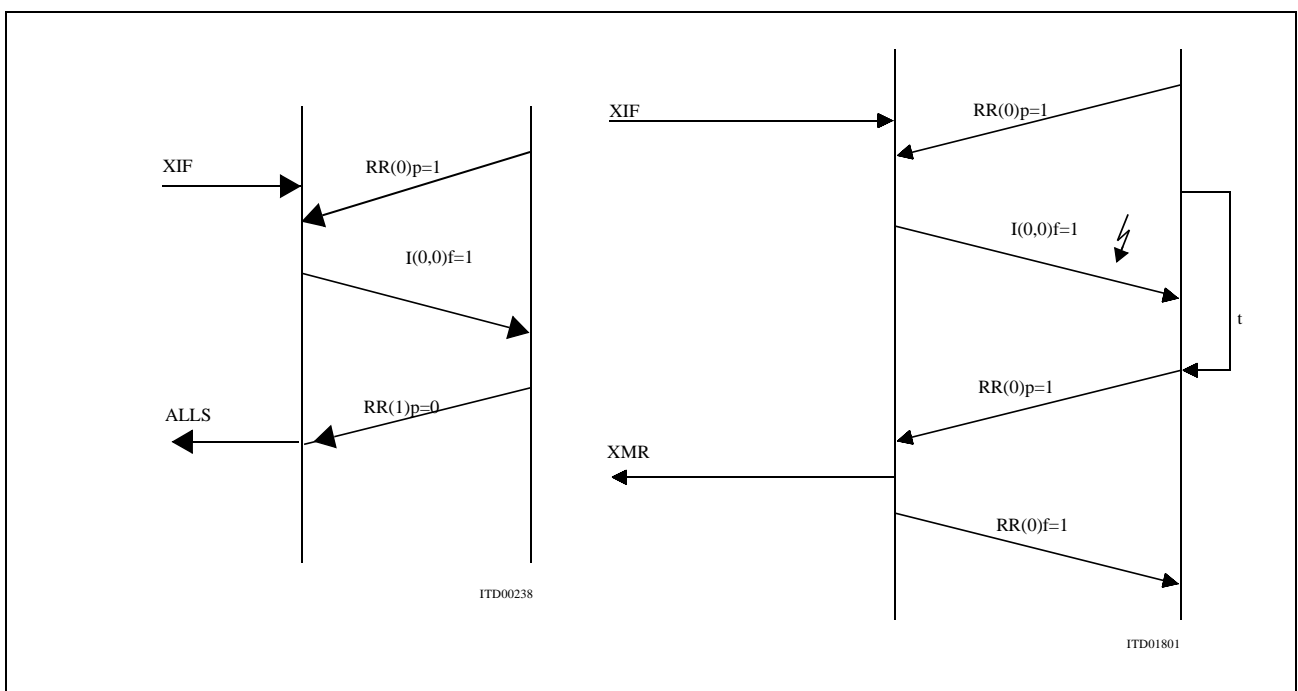 XIF
RR(0)p=1
I(0,0)f=1
RR(1)p=0
ALLS
ITD00238
XIF
RR(0)p=1
I(0,0)f=1
t
RR(0)p=1
XMR
RR(0)f=1
ITD01801